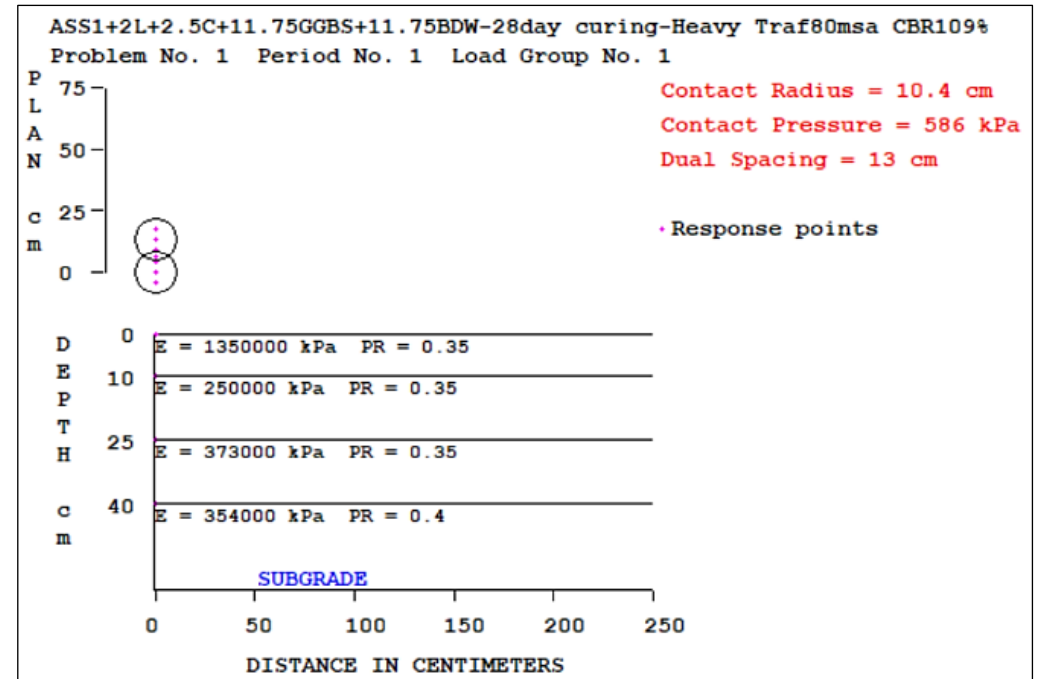 ASS1+2L+2.5C+11.75GGBS+11.75BDW-28day curing-Heavy Traf80msa CBR109%
Problem No. 1 Period No. 1 Load Group No. 1
PLAN cm
75
50
25
0
Contact Radius = 10.4 cm
Contact Pressure = 586 kPa
Dual Spacing = 13 cm
Response points
DEPTH cm
0
E = 1350000 kPa PR = 0.35
10
E = 250000 kPa PR = 0.35
25
E = 373000 kPa PR = 0.35
40
E = 354000 kPa PR = 0.4
SUBGRADE
0 50 100 150 200 250
DISTANCE IN CENTIMETERS